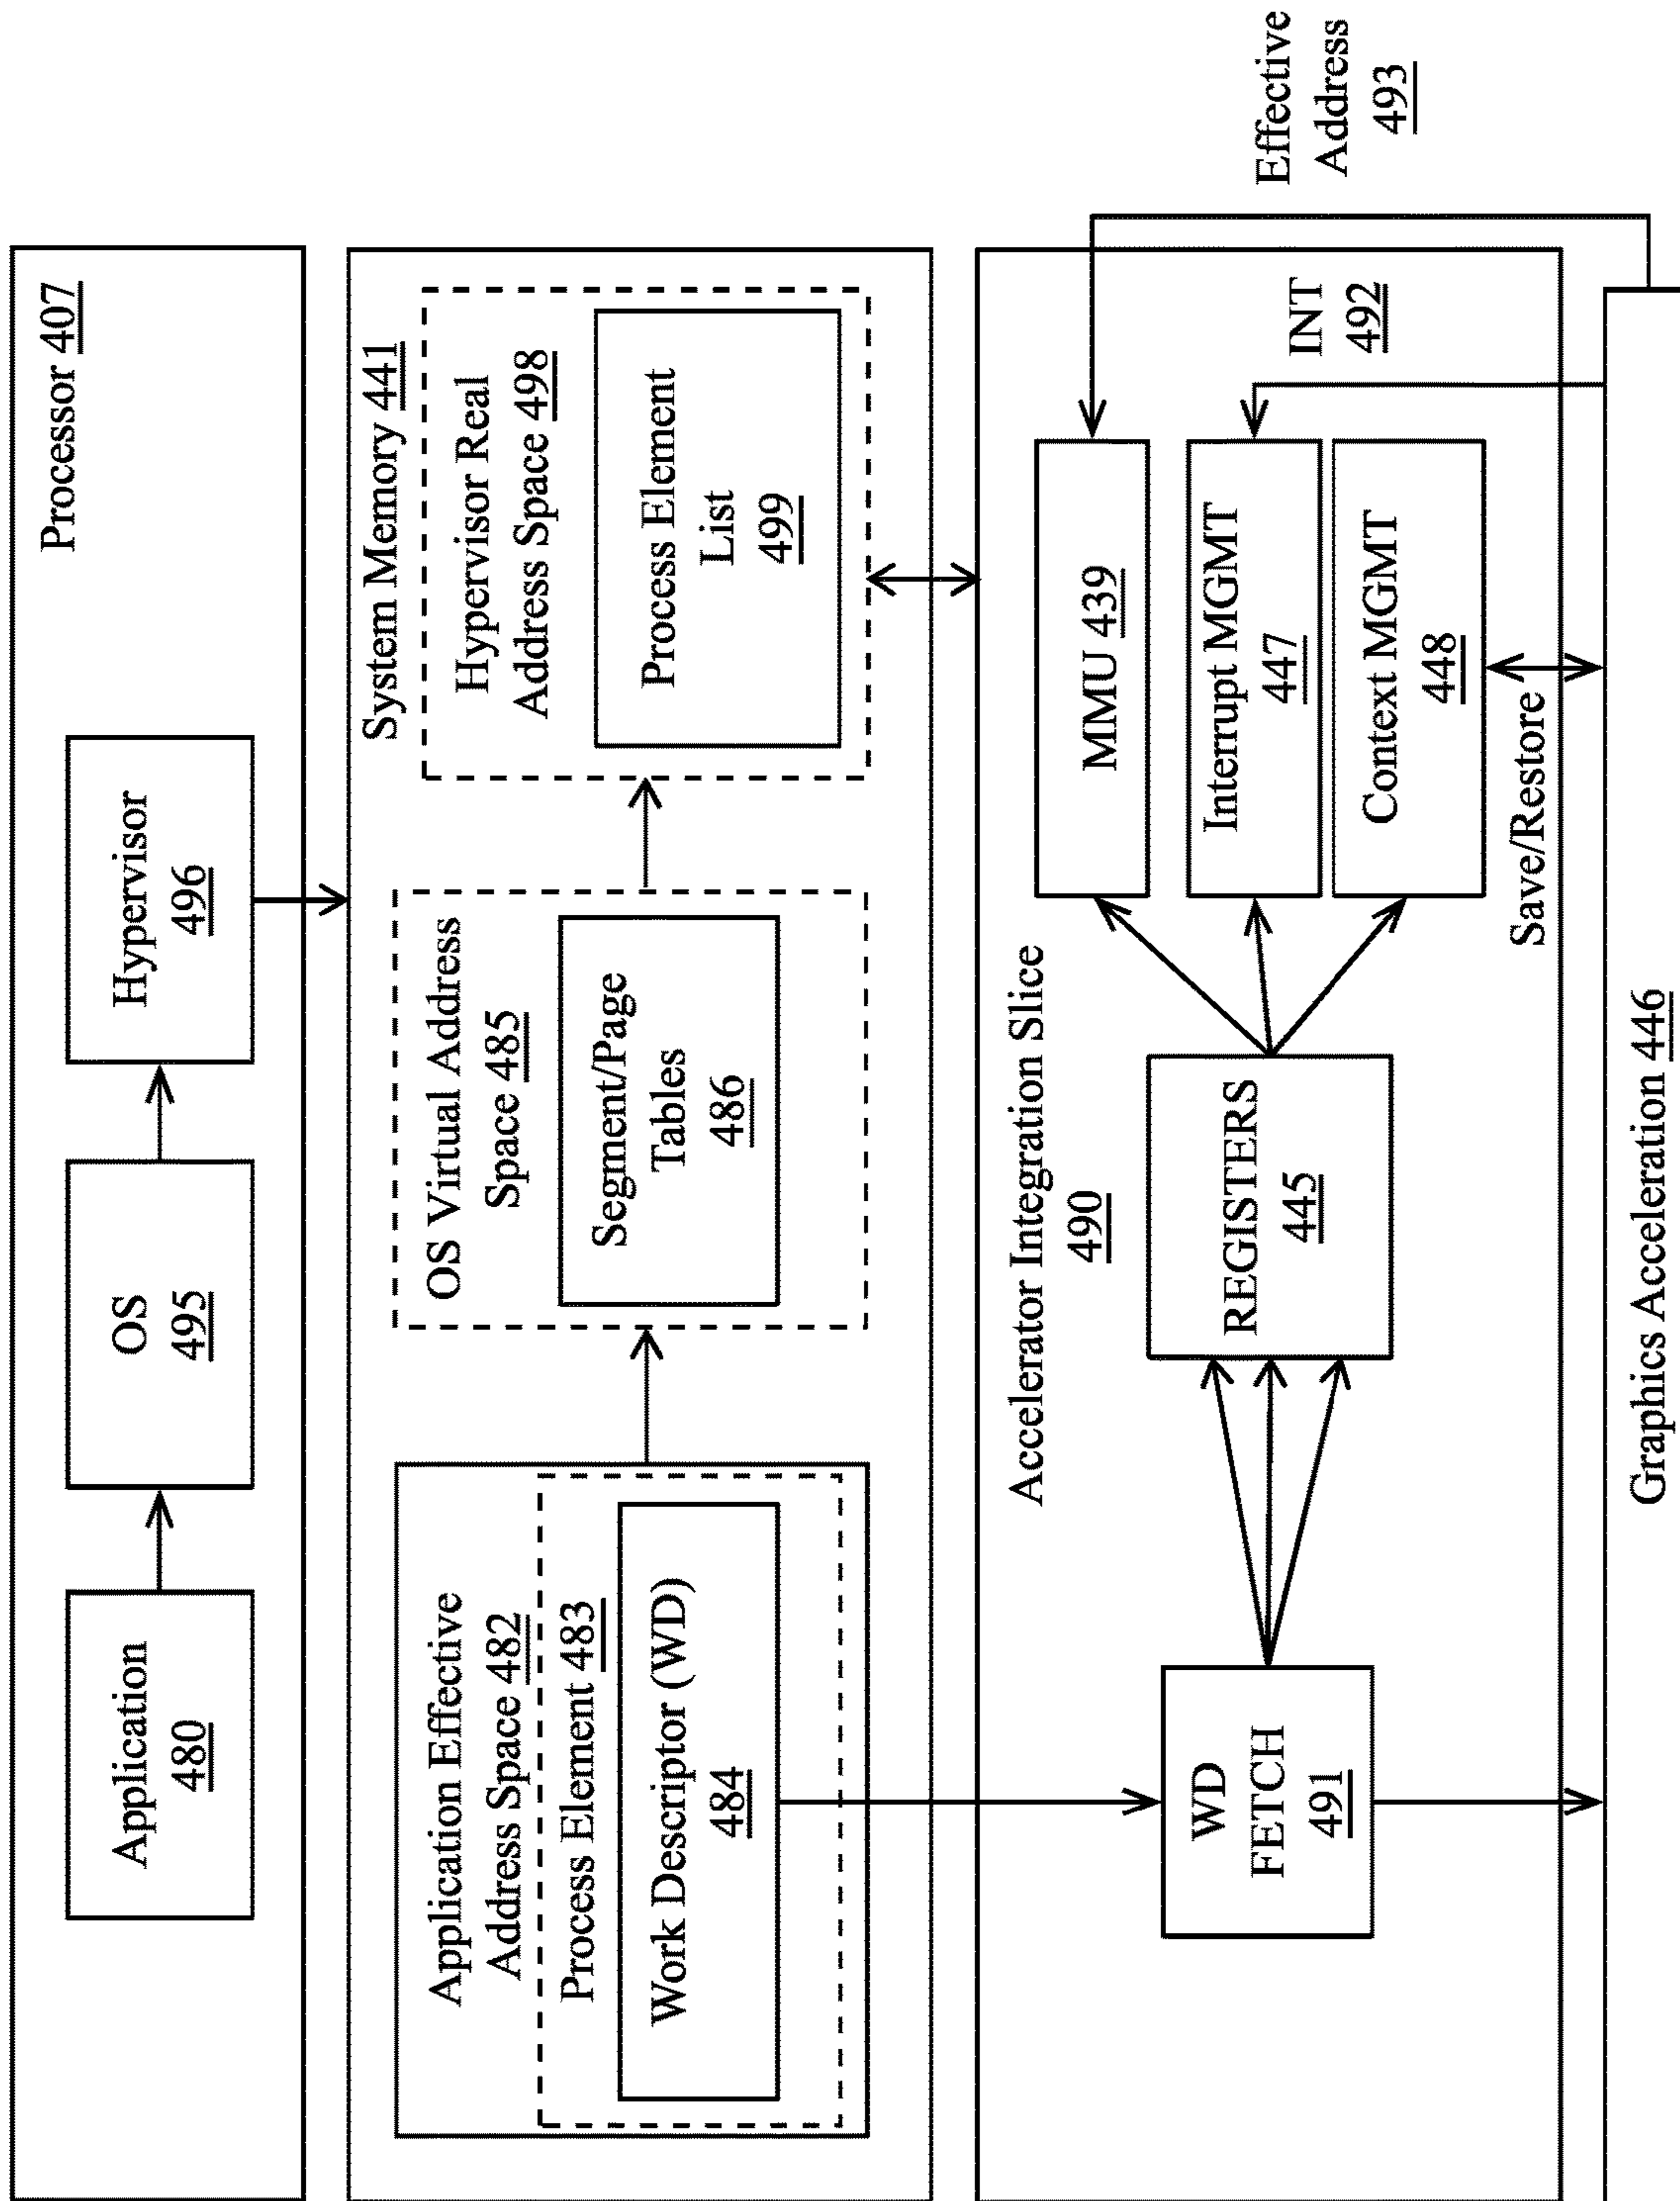 Processor 407
Application
480
OS
495
Hypervisor
496
System Memory 441
Application Effective
Address Space 482
Process Element 483
Work Descriptor (WD)
484
OS Virtual Address
Space 485
Segment/Page
Tables
486
Hypervisor Real
Address Space 498
Process Element
List
499
Accelerator Integration Slice
490
WD
FETCH
491
REGISTERS
445
MMU 439
Interrupt MGMT
447
Context MGMT
448
INT
492
Effective
Address
493
Save/Restore
Graphics Acceleration 446